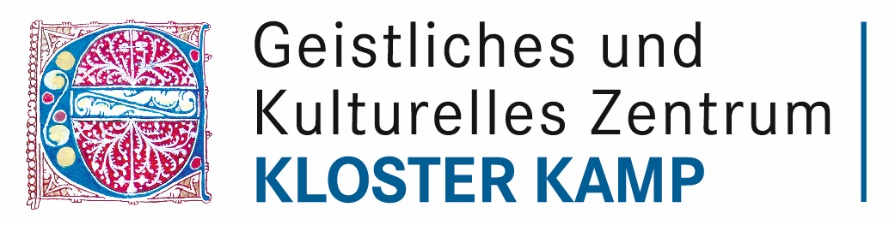 Geistliches und
Kulturelles Zentrum
KLOSTER KAMP